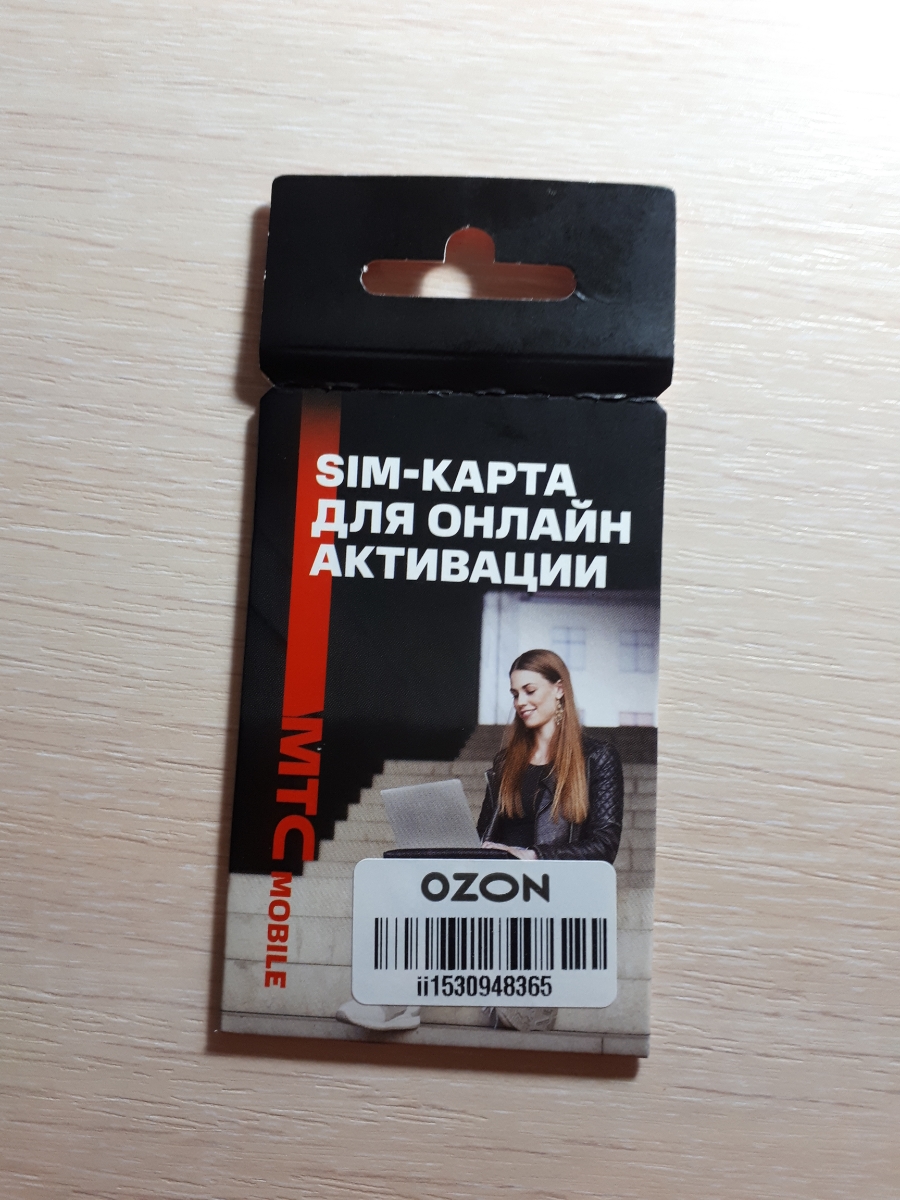 SIM-КАРТА
ДЛЯ ОНЛАЙН
АКТИВАЦИИ
МТС MOBILE
OZON
ii1530948365